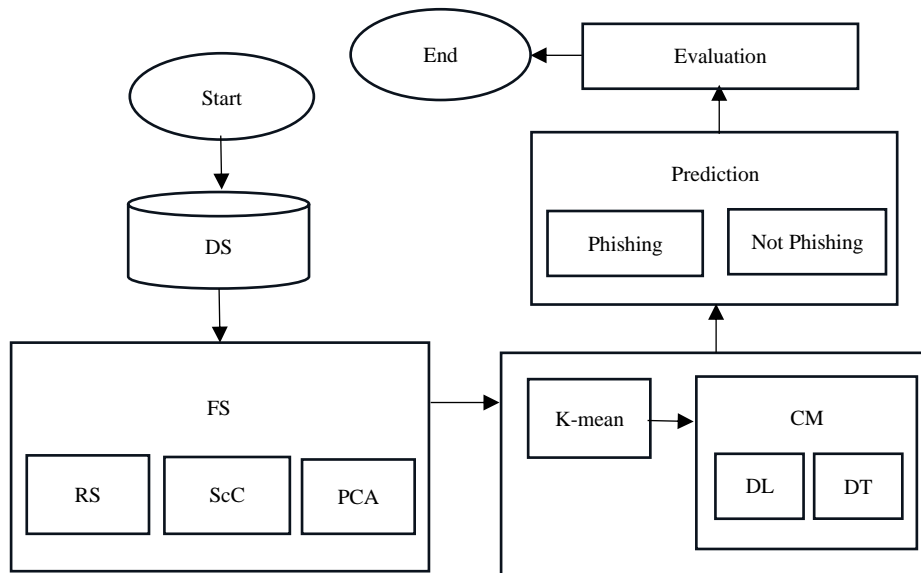 Start
DS
FS
RS
ScC
PCA
K-mean
CM
DL
DT
Prediction
Phishing
Not Phishing
Evaluation
End